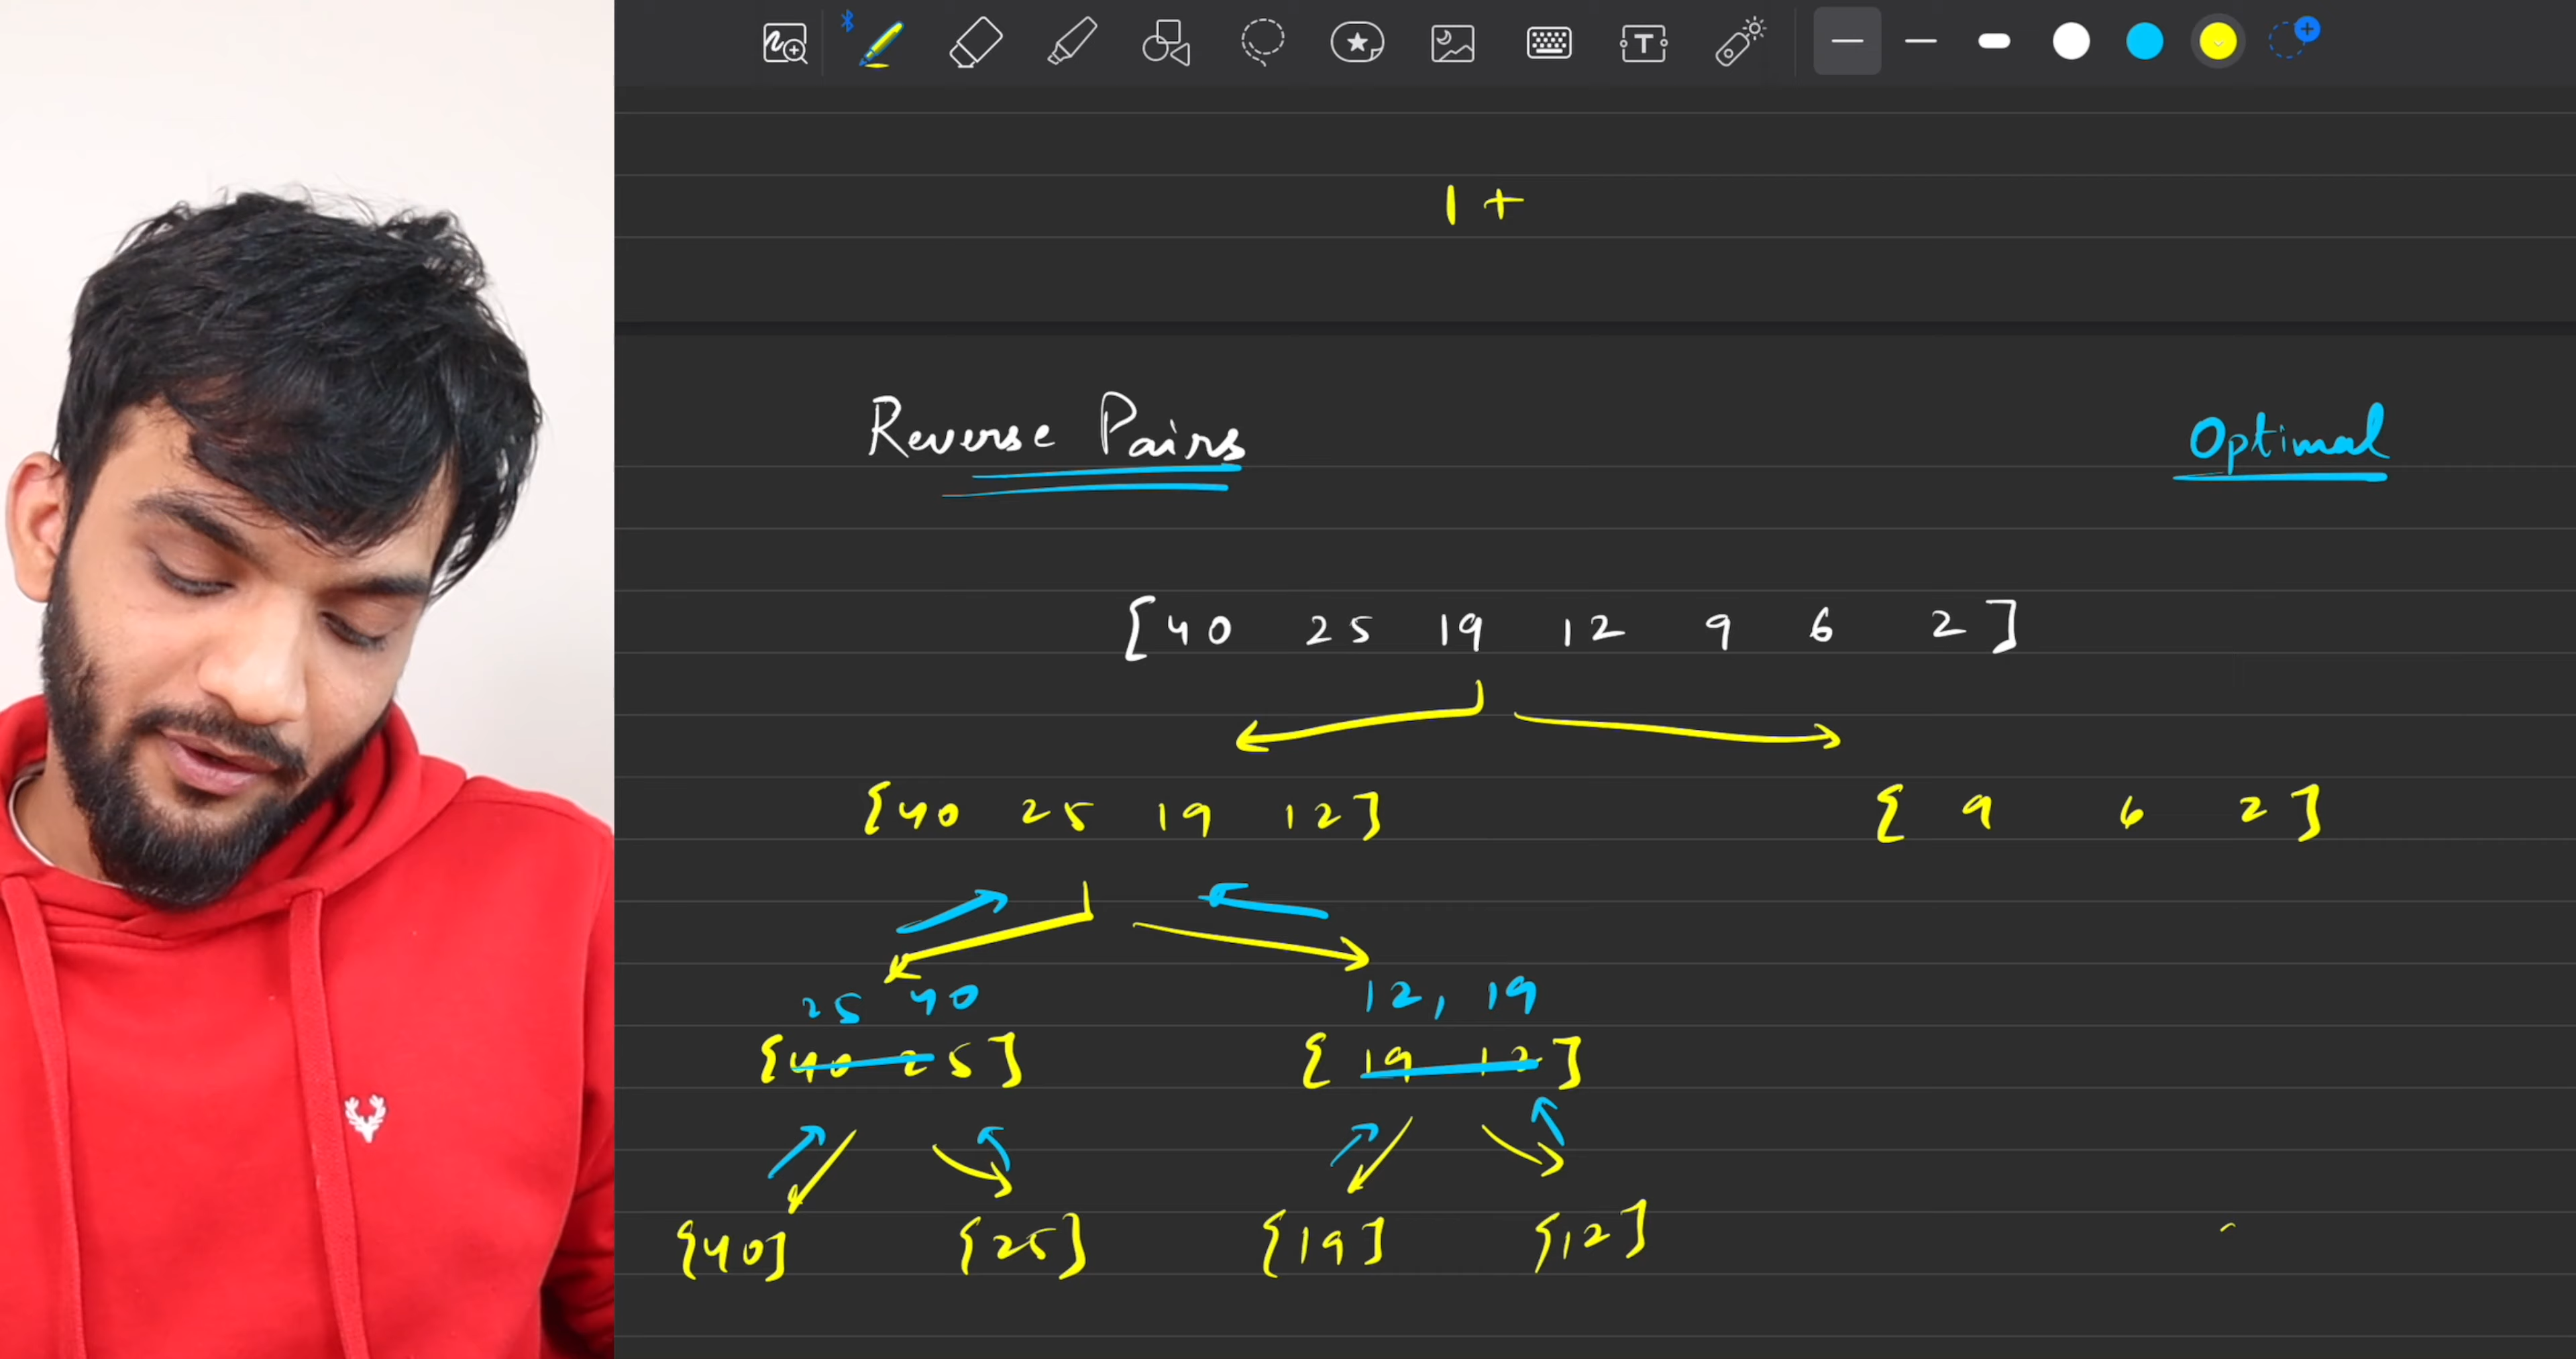 1 +
Reverse Pairs
Optimal
[40 25 19 12 9 6 2]
{40 25 19 12]
{ 9 6 2]
25 40
12, 19
{40 25]
{ 19 12]
{40]
{25]
{19]
{12]